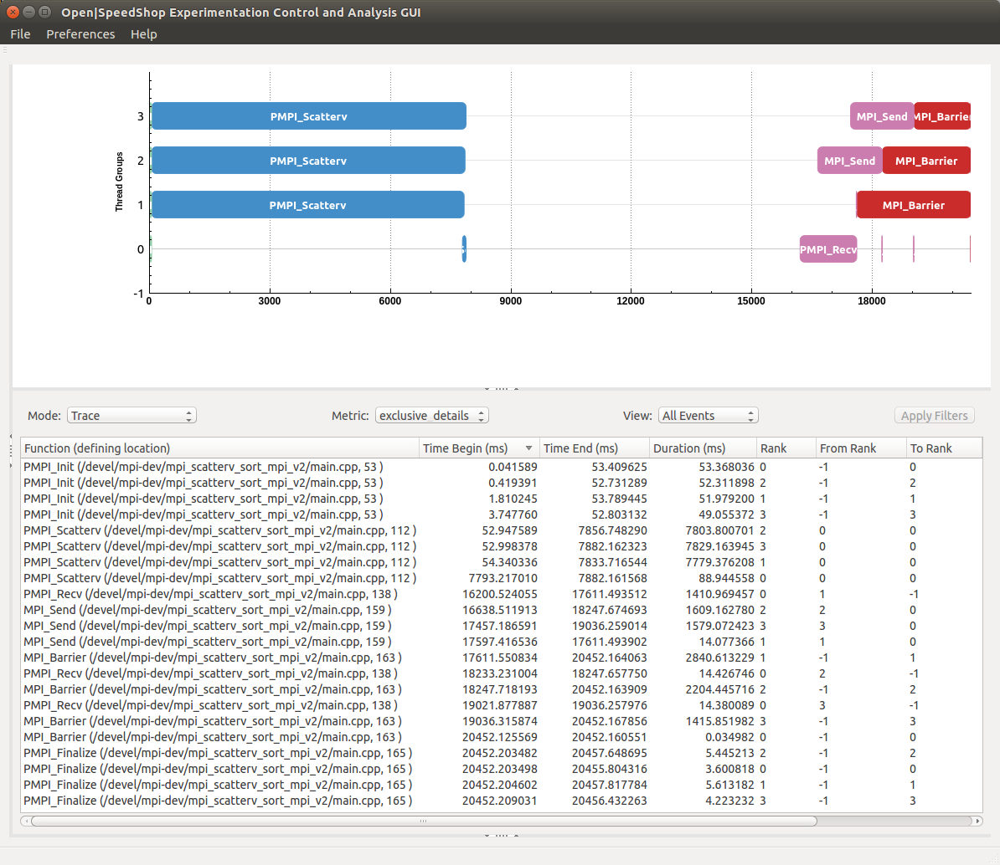 Open|SpeedShop Experimentation Control and Analysis GUI
File Preferences Help
Thread Groups
3 PMPI_Scatterv MPI_Send MPI_Barrier
2 PMPI_Scatterv MPI_Send MPI_Barrier
1 PMPI_Scatterv MPI_Barrier
0 PMPI_Recv
-1
0 3000 6000 9000 12000 15000 18000
Mode: Trace Metric: exclusive_details View: All Events Apply Filters
Function (defining location) Time Begin (ms) Time End (ms) Duration (ms) Rank From Rank To Rank
PMPI_Init (/devel/mpi-dev/mpi_scatterv_sort_mpi_v2/main.cpp, 53 ) 0.041589 53.409625 53.368036 0 -1 0
PMPI_Init (/devel/mpi-dev/mpi_scatterv_sort_mpi_v2/main.cpp, 53 ) 0.419391 52.731289 52.311898 2 -1 2
PMPI_Init (/devel/mpi-dev/mpi_scatterv_sort_mpi_v2/main.cpp, 53 ) 1.810245 53.789445 51.979200 1 -1 1
PMPI_Init (/devel/mpi-dev/mpi_scatterv_sort_mpi_v2/main.cpp, 53 ) 3.747760 52.803132 49.055372 3 -1 3
PMPI_Scatterv (/devel/mpi-dev/mpi_scatterv_sort_mpi_v2/main.cpp, 112 ) 52.947589 7856.748290 7803.800701 2 0 0
PMPI_Scatterv (/devel/mpi-dev/mpi_scatterv_sort_mpi_v2/main.cpp, 112 ) 52.998378 7882.162323 7829.163945 3 0 0
PMPI_Scatterv (/devel/mpi-dev/mpi_scatterv_sort_mpi_v2/main.cpp, 112 ) 54.340336 7833.716544 7779.376208 1 0 0
PMPI_Scatterv (/devel/mpi-dev/mpi_scatterv_sort_mpi_v2/main.cpp, 112 ) 7793.217010 7882.161568 88.944558 0 0 0
PMPI_Recv (/devel/mpi-dev/mpi_scatterv_sort_mpi_v2/main.cpp, 138 ) 16200.524055 17611.493512 1410.969457 0 1 -1
MPI_Send (/devel/mpi-dev/mpi_scatterv_sort_mpi_v2/main.cpp, 159 ) 16638.511913 18247.674693 1609.162780 2 2 0
MPI_Send (/devel/mpi-dev/mpi_scatterv_sort_mpi_v2/main.cpp, 159 ) 17457.186591 19036.259014 1579.072423 3 3 0
MPI_Send (/devel/mpi-dev/mpi_scatterv_sort_mpi_v2/main.cpp, 159 ) 17597.416536 17611.493902 14.077366 1 1 0
MPI_Barrier (/devel/mpi-dev/mpi_scatterv_sort_mpi_v2/main.cpp, 163 ) 17611.550834 20452.164063 2840.613229 1 -1 1
PMPI_Recv (/devel/mpi-dev/mpi_scatterv_sort_mpi_v2/main.cpp, 138 ) 18233.231004 18247.657750 14.426746 0 2 -1
MPI_Barrier (/devel/mpi-dev/mpi_scatterv_sort_mpi_v2/main.cpp, 163 ) 18247.718193 20452.163909 2204.445716 2 -1 2
PMPI_Recv (/devel/mpi-dev/mpi_scatterv_sort_mpi_v2/main.cpp, 138 ) 19021.877887 19036.257976 14.380089 0 3 -1
MPI_Barrier (/devel/mpi-dev/mpi_scatterv_sort_mpi_v2/main.cpp, 163 ) 19036.315874 20452.167856 1415.851982 3 -1 3
MPI_Barrier (/devel/mpi-dev/mpi_scatterv_sort_mpi_v2/main.cpp, 163 ) 20452.125569 20452.160551 0.034982 0 -1 0
PMPI_Finalize (/devel/mpi-dev/mpi_scatterv_sort_mpi_v2/main.cpp, 165 ) 20452.203482 20457.648695 5.445213 2 -1 2
PMPI_Finalize (/devel/mpi-dev/mpi_scatterv_sort_mpi_v2/main.cpp, 165 ) 20452.203498 20455.804316 3.600818 0 -1 0
PMPI_Finalize (/devel/mpi-dev/mpi_scatterv_sort_mpi_v2/main.cpp, 165 ) 20452.204602 20457.817784 5.613182 1 -1 1
PMPI_Finalize (/devel/mpi-dev/mpi_scatterv_sort_mpi_v2/main.cpp, 165 ) 20452.209031 20456.432263 4.223232 3 -1 3